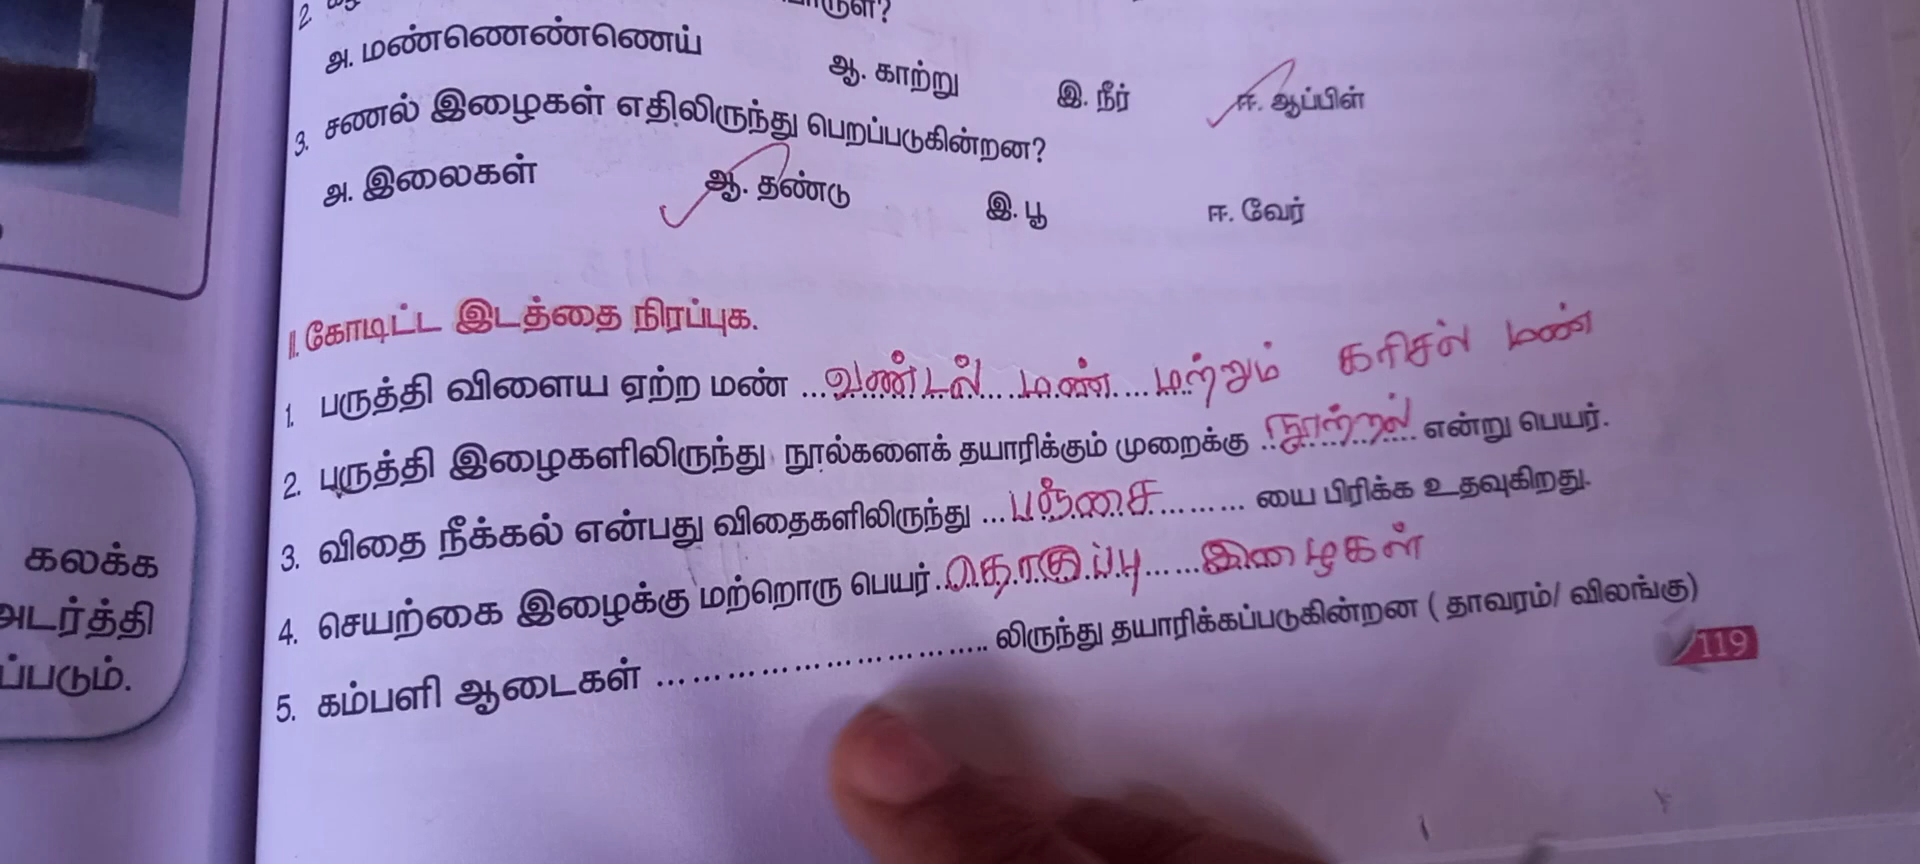 2.
அ. மண்ணெண்ணெய் ஆ. காற்று இ. நீர் ஈ. ஆப்பிள்
3. சணல் இழைகள் எதிலிருந்து பெறப்படுகின்றன?
அ. இலைகள் ஆ. தண்டு இ. பூ ஈ. வேர்
II. கோடிட்ட இடத்தை நிரப்புக.
1. பருத்தி விளைய ஏற்ற மண் ...வண்டல் மண் மற்றும் கரிசல் மண்
2. பருத்தி இழைகளிலிருந்து நூல்களைக் தயாரிக்கும் முறைக்கு ..நூற்றல்.. என்று பெயர்.
3. விதை நீக்கல் என்பது விதைகளிலிருந்து ...பஞ்சை......... யை பிரிக்க உதவுகிறது.
4. செயற்கை இழைக்கு மற்றொரு பெயர்..தொகுப்பு......இழைகள்
5. கம்பளி ஆடைகள் .............................. லிருந்து தயாரிக்கப்படுகின்றன ( தாவரம்/ விலங்கு)
119
கலக்க
அடர்த்தி
ப்படும்.